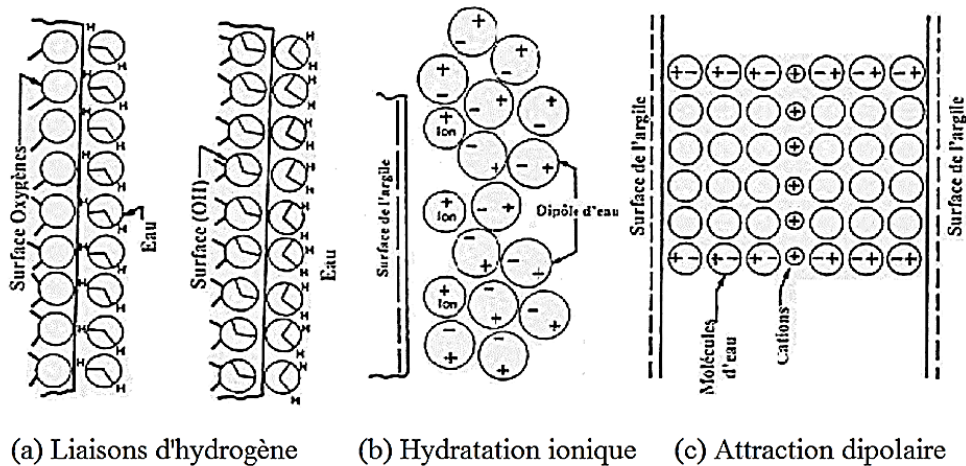 Surface Oxygènes
H
Eau
Surface (OH)
H
Eau
Surface de l'argile
Ion
Ion
Ion
Dipôle d'eau
Surface de l'argile
Molécules
d'eau
Cations
Surface de l'argile
(a) Liaisons d'hydrogène
(b) Hydratation ionique
(c) Attraction dipolaire